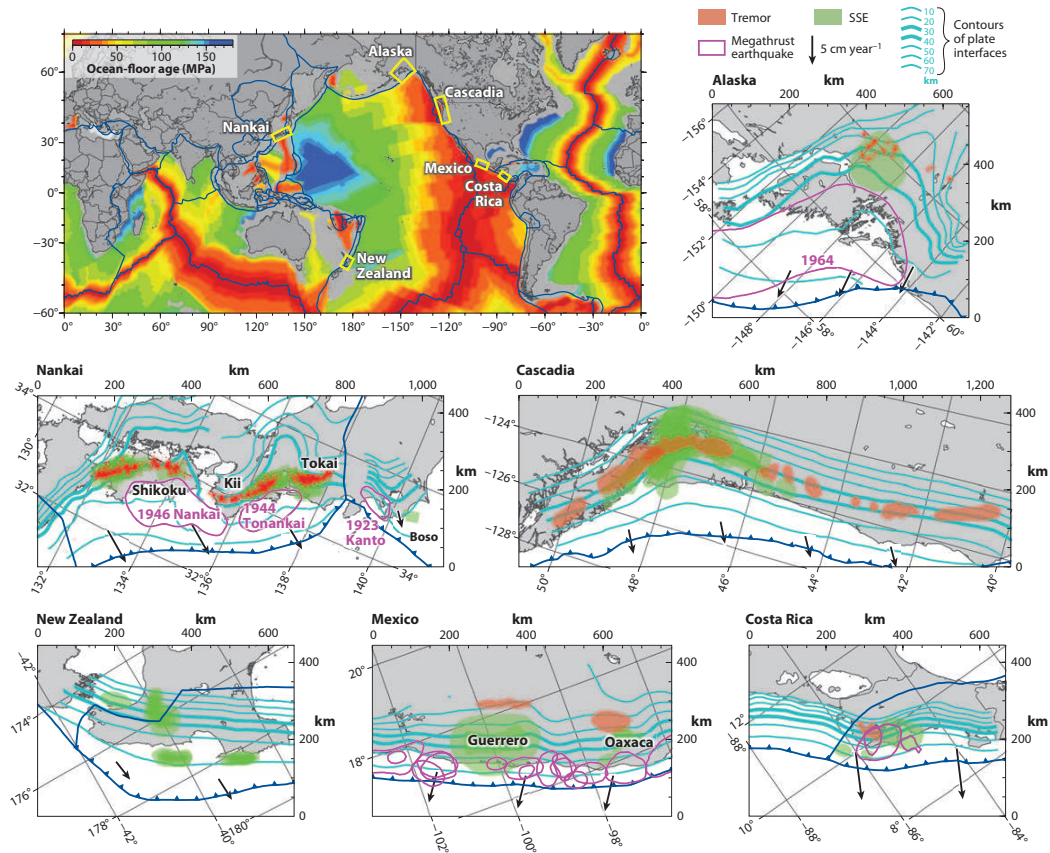 0 50 100 150
Ocean-floor age (MPa)
60°
30°
0°
−30°
−60°
0° 30° 60° 90° 120° 150° 180° −150° −120° −90° −60° −30° 0°
Alaska
Cascadia
Nankai
Mexico
Costa
Rica
New
Zealand
Tremor
SSE
Megathrust
earthquake
5 cm year⁻¹
10
20
30
40
50
60
70
km
Contours
of plate
interfaces
Alaska km
0 200 400 600
−156°
−154°
−58°
−152°
−150°
1964
400
km
200
0
−148° −146° 58° −144° −142° 60°
Nankai km
0 200 400 600 800 1,000
34°
130°
32°
Tokai
Kii
Shikoku
1946 Nankai
1944
Tonankai
1923
Kanto
Boso
400
km
200
0
132° 134° 32° 136° 138° 140° 34°
Cascadia km
0 200 400 600 800 1,000 1,200
−124°
−126°
−128°
400
km
200
0
50° 48° 46° 44° 42° 40°
New Zealand km
0 200 400 600
−42°
174°
176°
400
km
200
0
178° −42° −40° 180°
Mexico km
0 200 400 600
20°
18°
Guerrero
Oaxaca
400
km
200
0
−102° −100° −98°
Costa Rica km
0 200 400 600
12°
−88°
400
km
200
0
10° −88° 8° −86° −84°